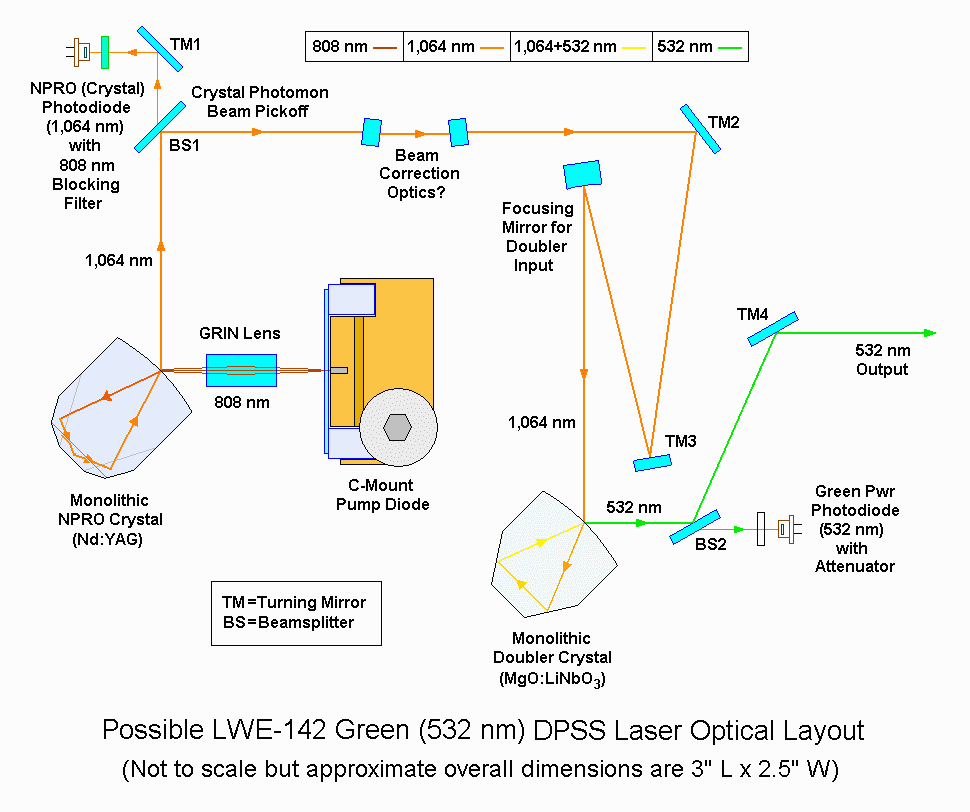 808 nm
1,064 nm
1,064+532 nm
532 nm
TM1
NPRO (Crystal)
Photodiode
(1,064 nm)
with
808 nm
Blocking
Filter
Crystal Photomon
Beam Pickoff
BS1
Beam
Correction
Optics?
TM2
Focusing
Mirror for
Doubler
Input
1,064 nm
GRIN Lens
808 nm
C-Mount
Pump Diode
TM4
532 nm
Output
1,064 nm
TM3
Monolithic
NPRO Crystal
(Nd:YAG)
532 nm
BS2
Green Pwr
Photodiode
(532 nm)
with
Attenuator
TM=Turning Mirror
BS=Beamsplitter
Monolithic
Doubler Crystal
(MgO:LiNbO₃)
Possible LWE-142 Green (532 nm) DPSS Laser Optical Layout
(Not to scale but approximate overall dimensions are 3" L x 2.5" W)